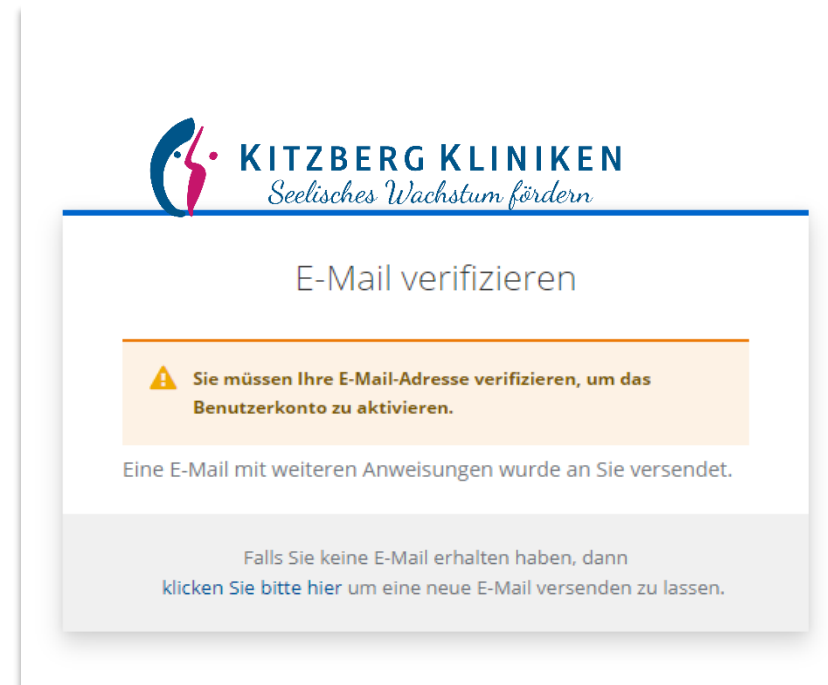 KITZBERG KLINIKEN
Seelisches Wachstum fördern
E-Mail verifizieren
Sie müssen Ihre E-Mail-Adresse verifizieren, um das
Benutzerkonto zu aktivieren.
Eine E-Mail mit weiteren Anweisungen wurde an Sie versendet.
Falls Sie keine E-Mail erhalten haben, dann
klicken Sie bitte hier um eine neue E-Mail versenden zu lassen.